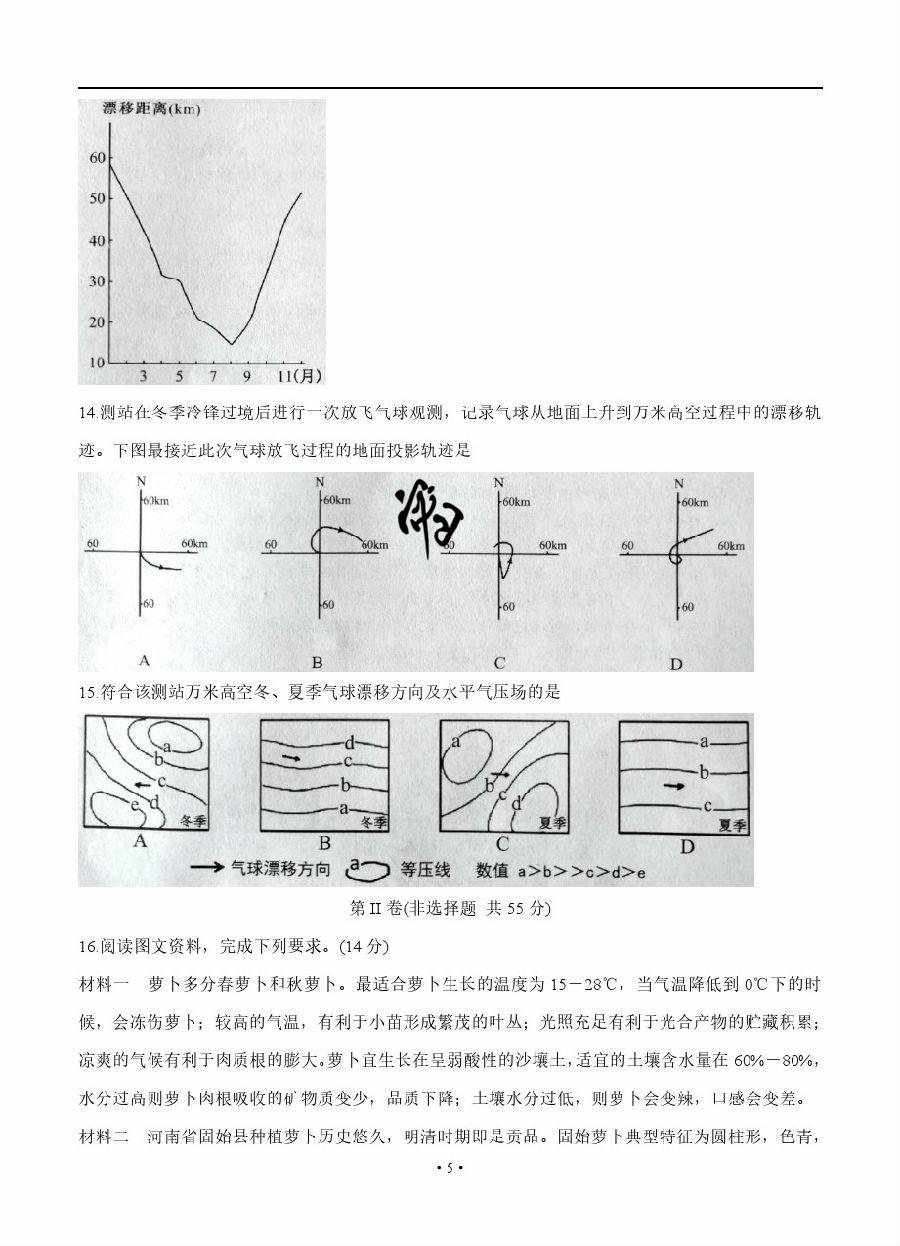 漂移距离(km)
60
50
40
30
20
10
3 5 7 9 11(月)
14.测站在冬季冷锋过境后进行一次放飞气球观测，记录气球从地面上升到万米高空过程中的漂移轨
迹。下图最接近此次气球放飞过程的地面投影轨迹是
N N N N
60km 60km 60km 60km
60 60km 60 60km 60 60km 60 60km
60 60 60 60
A B C D
15.符合该测站万米高空冬、夏季气球漂移方向及水平气压场的是
a b c d e 冬季
d c b a 冬季
a b c d 夏季
a b c 夏季
A B C D
气球漂移方向 a 等压线 数值 a>b>>c>d>e
第 II 卷(非选择题 共 55 分)
16.阅读图文资料，完成下列要求。(14 分)
材料一 萝卜多分春萝卜和秋萝卜。最适合萝卜生长的温度为 15－28℃，当气温降低到 0℃下的时
候，会冻伤萝卜；较高的气温，有利于小苗形成繁茂的叶丛；光照充足有利于光合产物的贮藏积累；
凉爽的气候有利于肉质根的膨大。萝卜宜生长在呈弱酸性的沙壤土，适宜的土壤含水量在 60%－80%，
水分过高则萝卜肉根吸收的矿物质变少，品质下降；土壤水分过低，则萝卜会变辣，口感会变差。
材料二 河南省固始县种植萝卜历史悠久，明清时期即是贡品。固始萝卜典型特征为圆柱形，色青，
·5·